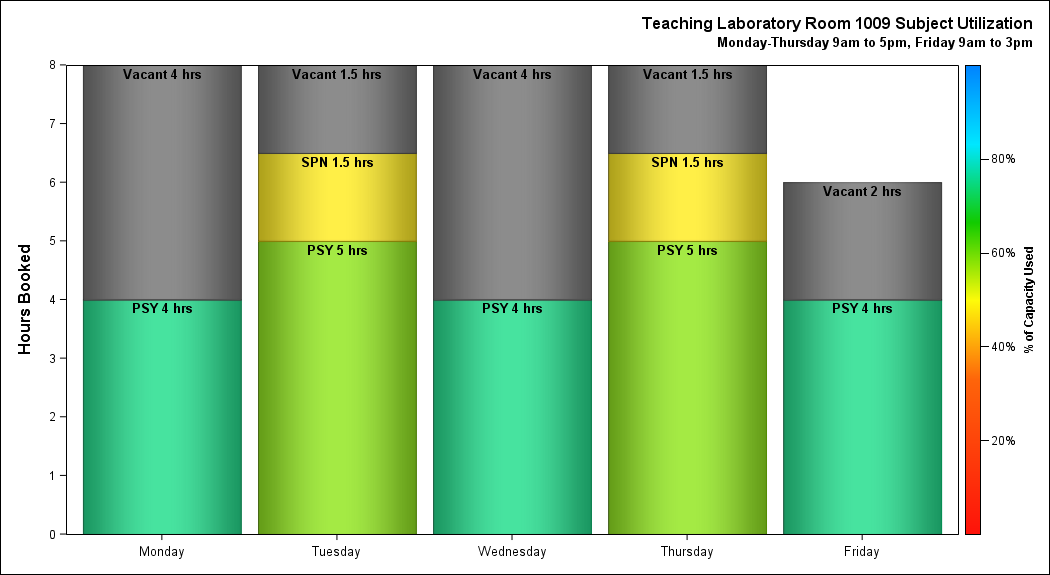 Teaching Laboratory Room 1009 Subject Utilization
Monday-Thursday 9am to 5pm, Friday 9am to 3pm
Hours Booked
8
7
6
5
4
3
2
1
0
Vacant 4 hrs
PSY 4 hrs
Vacant 1.5 hrs
SPN 1.5 hrs
PSY 5 hrs
Vacant 4 hrs
PSY 4 hrs
Vacant 1.5 hrs
SPN 1.5 hrs
PSY 5 hrs
Vacant 2 hrs
PSY 4 hrs
Monday
Tuesday
Wednesday
Thursday
Friday
80%
60%
40%
20%
% of Capacity Used